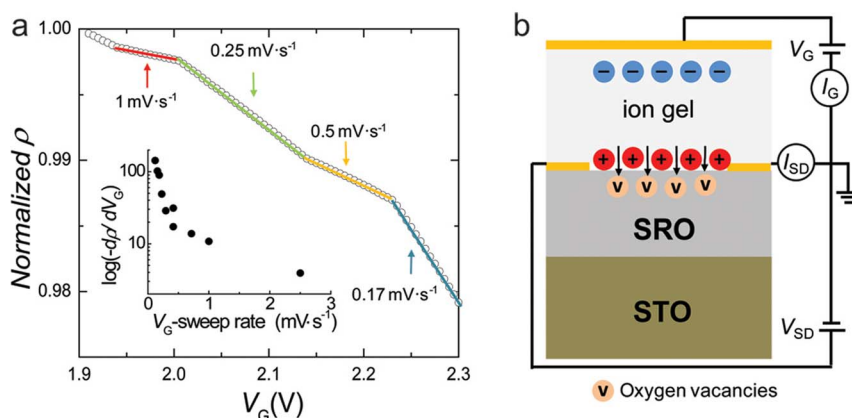 a
1.00
0.99
0.98
Normalized ρ
1 mV·s⁻¹
0.25 mV·s⁻¹
0.5 mV·s⁻¹
0.17 mV·s⁻¹
100
10
log(-dρ/dV_G)
0 1 2 3
V_G-sweep rate (mV·s⁻¹)
1.9 2.0 2.1 2.2 2.3
V_G(V)
b
− − − − −
ion gel
+ + + + +
V V V V
SRO
STO
V_G
I_G
I_SD
V_SD
V Oxygen vacancies